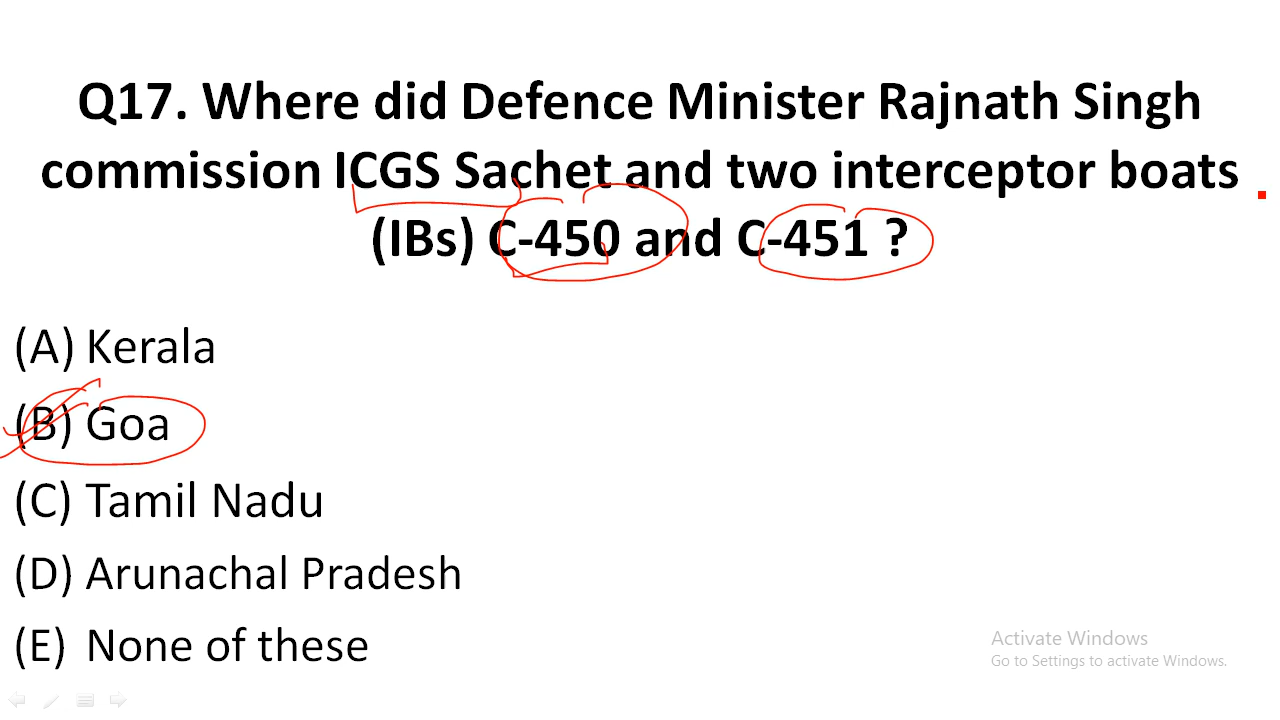 Q17. Where did Defence Minister Rajnath Singh
commission ICGS Sachet and two interceptor boats
(IBs) C-450 and C-451 ?
(A) Kerala
(B) Goa
(C) Tamil Nadu
(D) Arunachal Pradesh
(E) None of these
Activate Windows
Go to Settings to activate Windows.